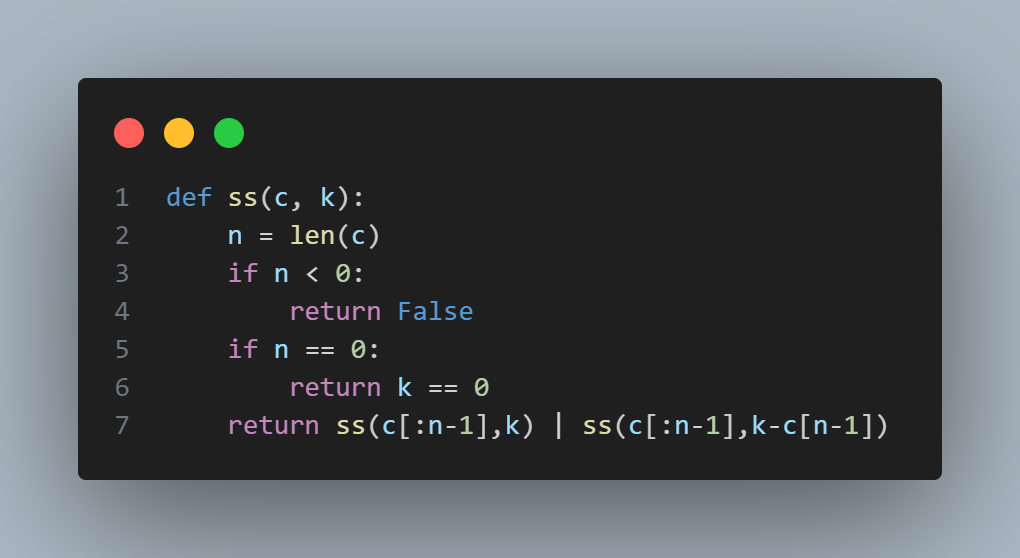 1 def ss(c, k):
2     n = len(c)
3     if n < 0:
4         return False
5     if n == 0:
6         return k == 0
7     return ss(c[:n-1],k) | ss(c[:n-1],k-c[n-1])